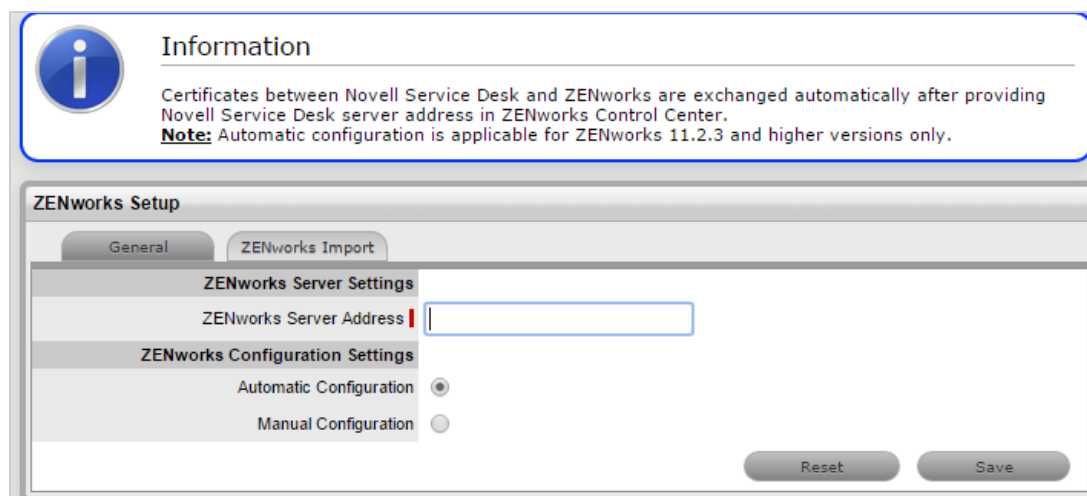 Information
Certificates between Novell Service Desk and ZENworks are exchanged automatically after providing
Novell Service Desk server address in ZENworks Control Center.
Note: Automatic configuration is applicable for ZENworks 11.2.3 and higher versions only.
ZENworks Setup
General ZENworks Import
ZENworks Server Settings
ZENworks Server Address
ZENworks Configuration Settings
Automatic Configuration
Manual Configuration
Reset Save